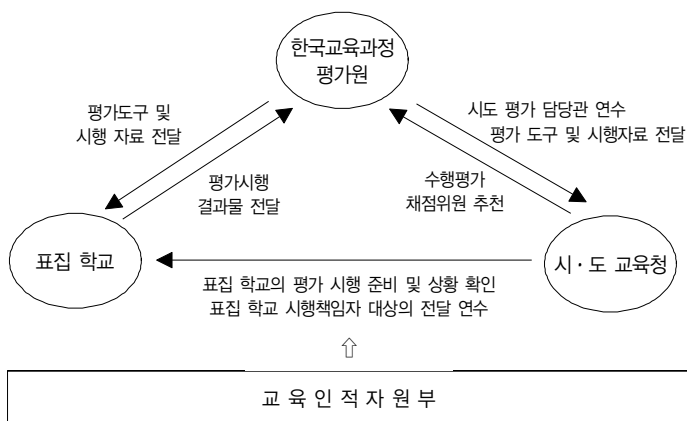 한국교육과정
평가원
평가도구 및
시행 자료 전달
시도 평가 담당관 연수
평가 도구 및 시행자료 전달
평가시행
결과물 전달
수행평가
채점위원 추천
표집 학교
시·도 교육청
표집 학교의 평가 시행 준비 및 상황 확인
표집 학교 시행책임자 대상의 전달 연수
교육인적자원부